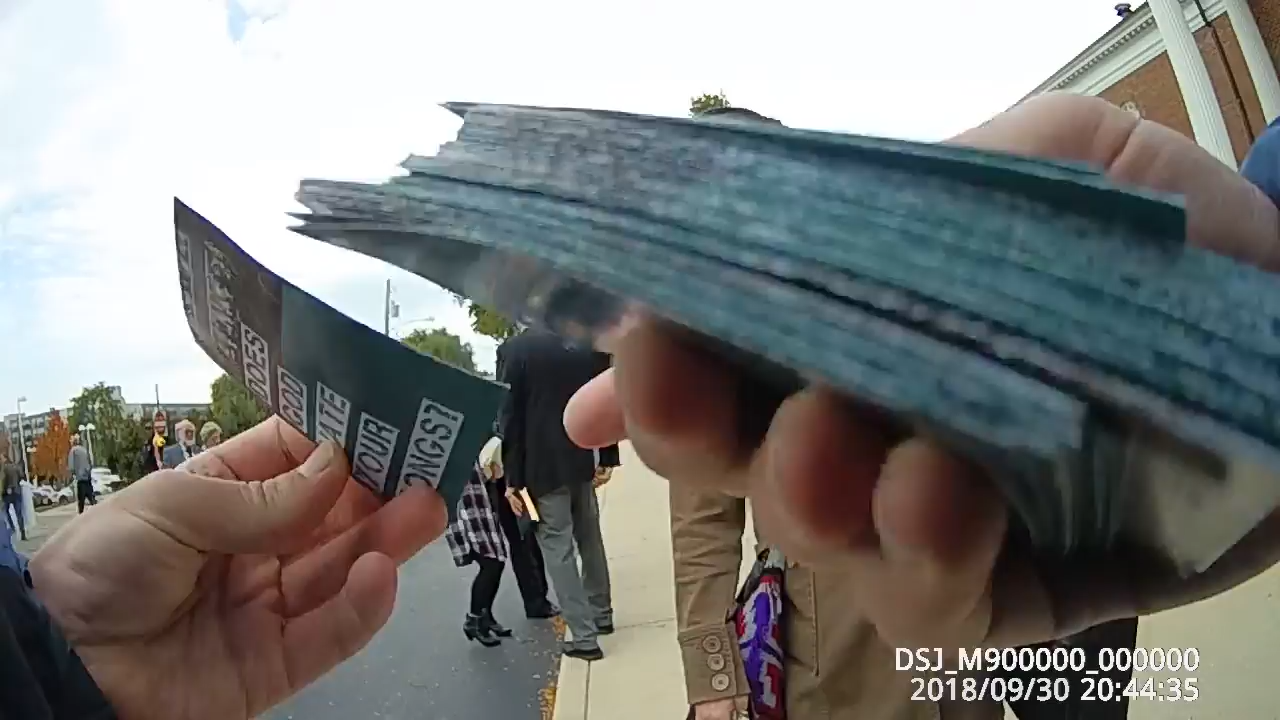 DOES
GOD
HATE
YOUR
SONGS?
DSJ_M900000_000000
2018/09/30 20:44:35